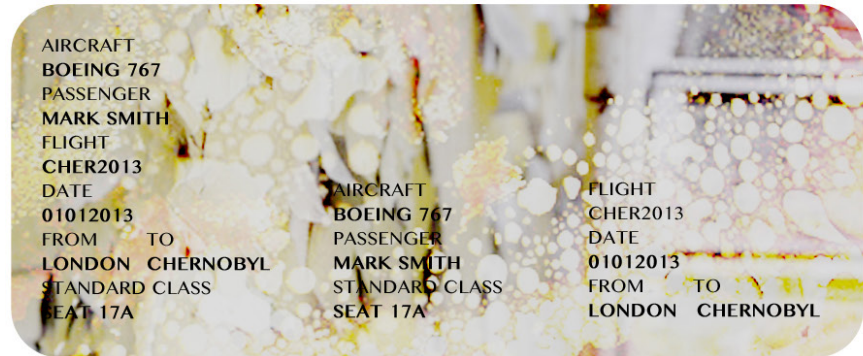 AIRCRAFT
BOEING 767
PASSENGER
MARK SMITH
FLIGHT
CHER2013
DATE
01012013
FROM TO
LONDON CHERNOBYL
STANDARD CLASS
SEAT 17A
AIRCRAFT
BOEING 767
PASSENGER
MARK SMITH
STANDARD CLASS
SEAT 17A
FLIGHT
CHER2013
DATE
01012013
FROM TO
LONDON CHERNOBYL